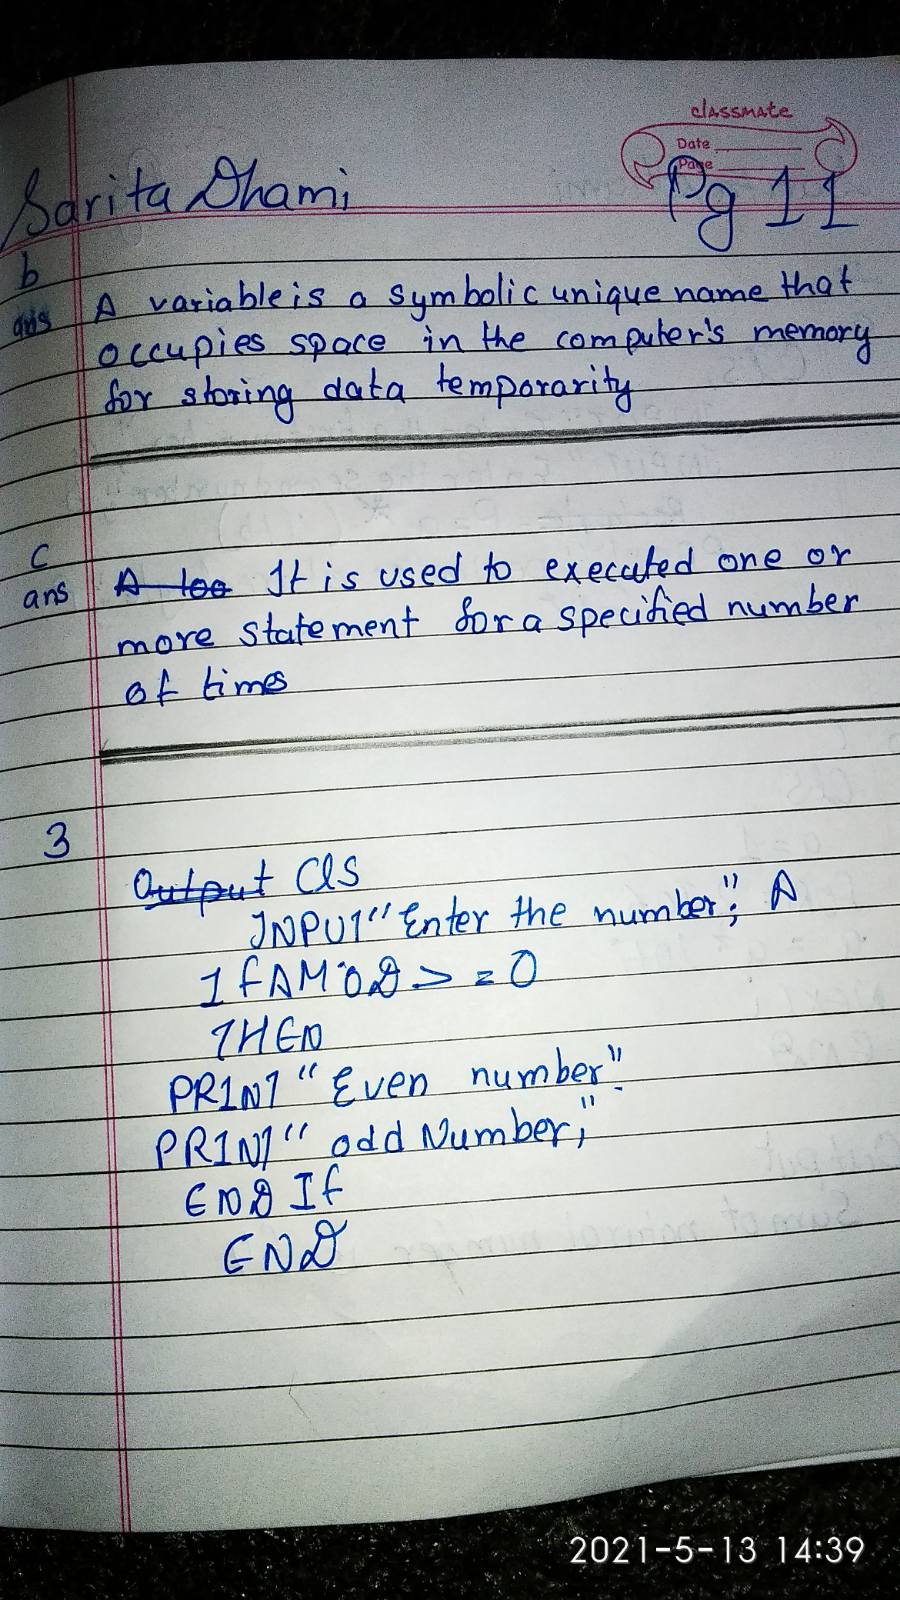 classmate
Date
Page
Sarita Dhami
Pg 11
b
ans A variable is a symbolic unique name that
occupies space in the computer's memory
for storing data temporarity
c
ans A loo It is used to executed one or
more statement for a specified number
of times
3
Output ClS
INPUT "Enter the number"; A
If A MOD > = 0
THEN
PRINT "Even number"
PRINT "odd Number;"
END If
END
2021-5-13 14:39